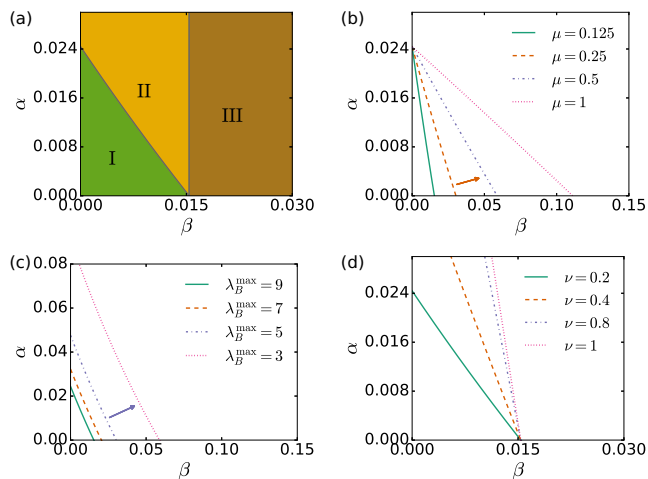 (a)
α
0.024
0.016
0.008
0.000
I
II
III
0.000
0.015
0.030
β
(b)
α
0.024
0.016
0.008
0.000
μ = 0.125
μ = 0.25
μ = 0.5
μ = 1
0.00
0.05
0.10
0.15
β
(c)
α
0.08
0.06
0.04
0.02
0.00
λ_B^max = 9
λ_B^max = 7
λ_B^max = 5
λ_B^max = 3
0.00
0.05
0.10
0.15
β
(d)
α
0.024
0.016
0.008
0.000
ν = 0.2
ν = 0.4
ν = 0.8
ν = 1
0.000
0.015
0.030
β